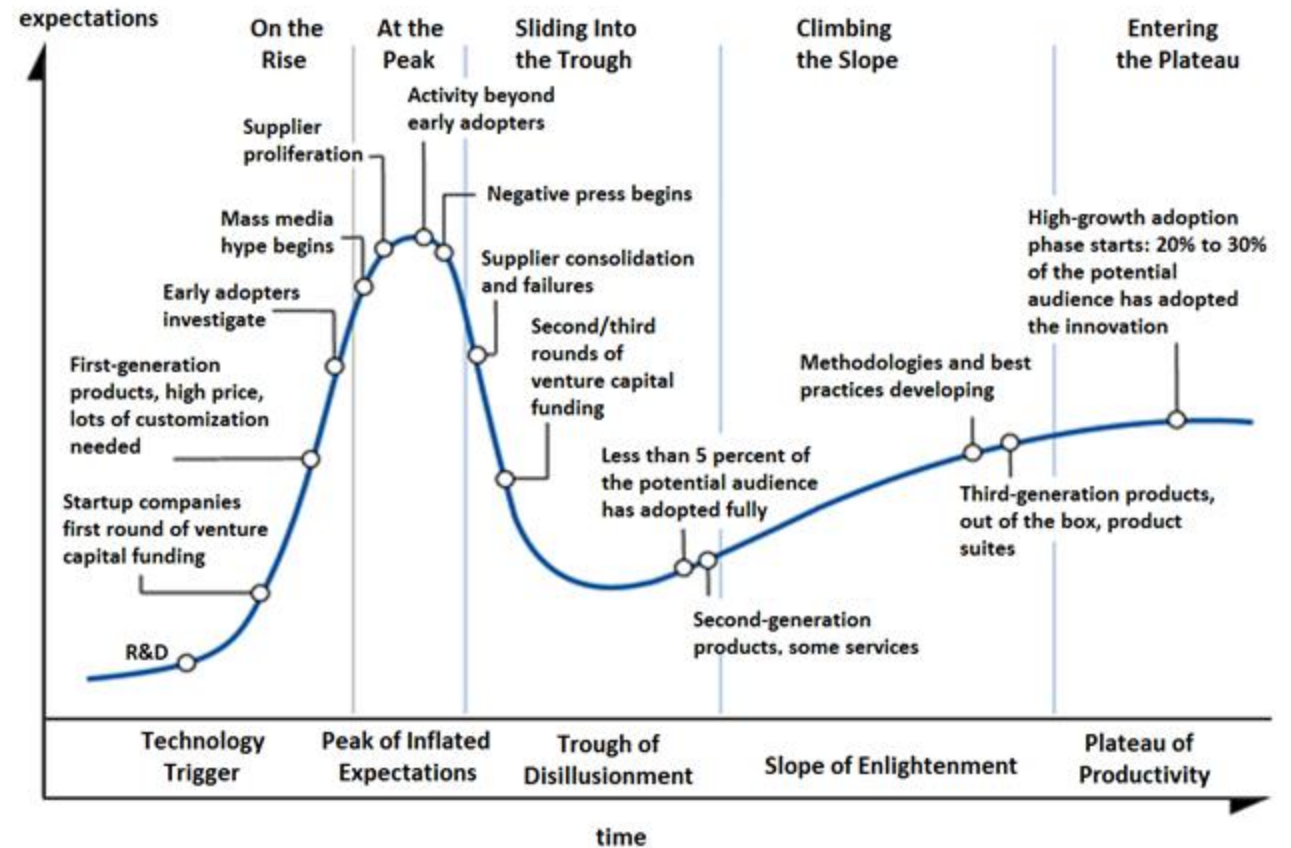 expectations
On the
Rise
At the
Peak
Sliding Into
the Trough
Climbing
the Slope
Entering
the Plateau
Activity beyond
early adopters
Supplier
proliferation
Negative press begins
Mass media
hype begins
Supplier consolidation
and failures
Early adopters
investigate
Second/third
rounds of
venture capital
funding
First-generation
products, high price,
lots of customization
needed
Startup companies
first round of venture
capital funding
R&D
Less than 5 percent of
the potential audience
has adopted fully
Second-generation
products, some services
Methodologies and best
practices developing
Third-generation products,
out of the box, product
suites
High-growth adoption
phase starts: 20% to 30%
of the potential
audience has adopted
the innovation
Technology
Trigger
Peak of Inflated
Expectations
Trough of
Disillusionment
Slope of Enlightenment
Plateau of
Productivity
time